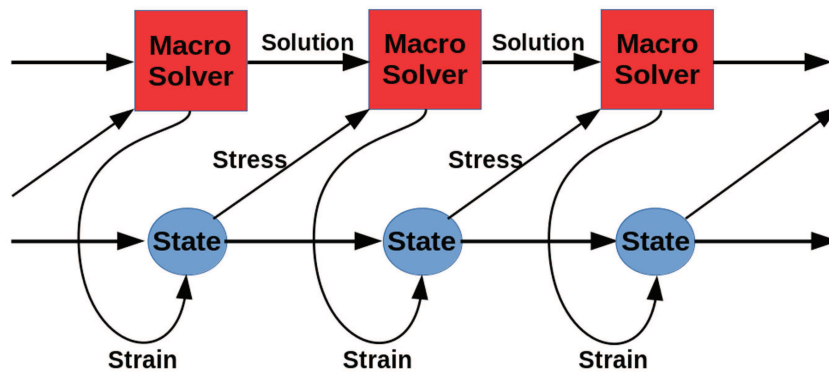 Macro
Solver
Solution
Macro
Solver
Solution
Macro
Solver
Stress
Stress
State
State
State
Strain
Strain
Strain